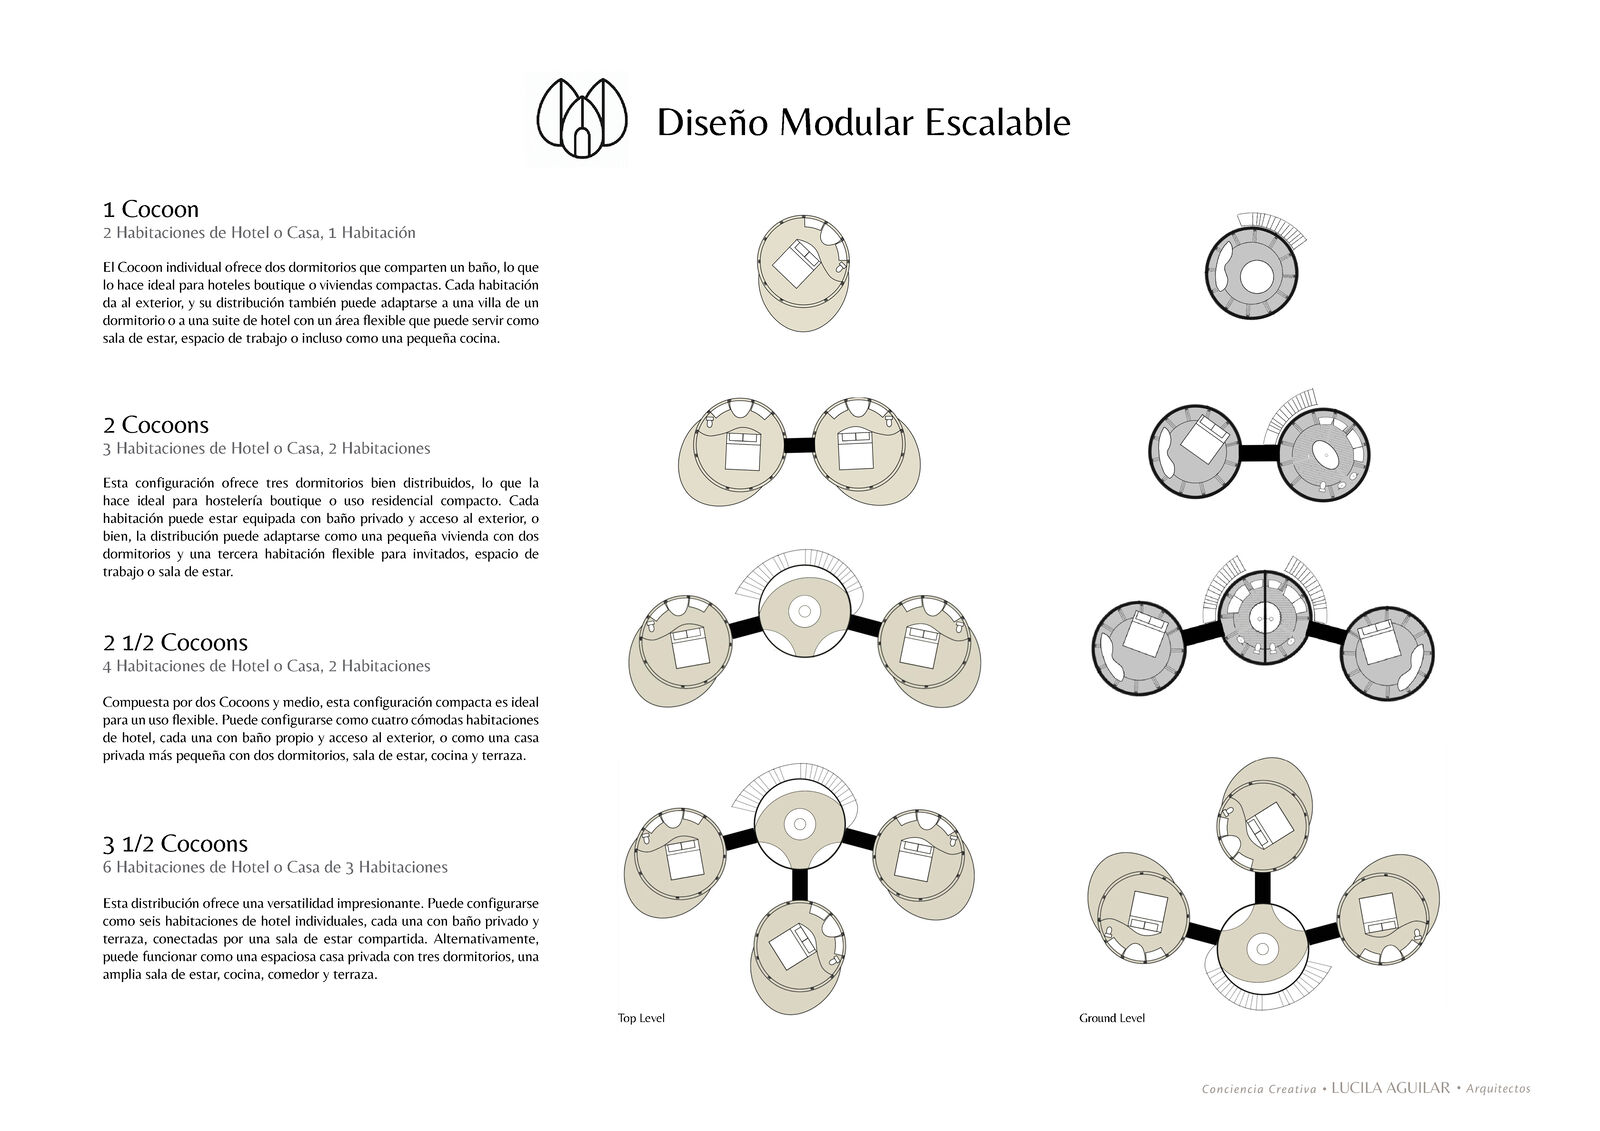 Diseño Modular Escalable
1 Cocoon
2 Habitaciones de Hotel o Casa, 1 Habitación
El Cocoon individual ofrece dos dormitorios que comparten un baño, lo que
lo hace ideal para hoteles boutique o viviendas compactas. Cada habitación
da al exterior, y su distribución también puede adaptarse a una villa de un
dormitorio o a una suite de hotel con un área flexible que puede servir como
sala de estar, espacio de trabajo o incluso como una pequeña cocina.
2 Cocoons
3 Habitaciones de Hotel o Casa, 2 Habitaciones
Esta configuración ofrece tres dormitorios bien distribuidos, lo que la
hace ideal para hostelería boutique o uso residencial compacto. Cada
habitación puede estar equipada con baño privado y acceso al exterior, o
bien, la distribución puede adaptarse como una pequeña vivienda con dos
dormitorios y una tercera habitación flexible para invitados, espacio de
trabajo o sala de estar.
2 1/2 Cocoons
4 Habitaciones de Hotel o Casa, 2 Habitaciones
Compuesta por dos Cocoons y medio, esta configuración compacta es ideal
para un uso flexible. Puede configurarse como cuatro cómodas habitaciones
de hotel, cada una con baño propio y acceso al exterior, o como una casa
privada más pequeña con dos dormitorios, sala de estar, cocina y terraza.
3 1/2 Cocoons
6 Habitaciones de Hotel o Casa de 3 Habitaciones
Esta distribución ofrece una versatilidad impresionante. Puede configurarse
como seis habitaciones de hotel individuales, cada una con baño privado y
terraza, conectadas por una sala de estar compartida. Alternativamente,
puede funcionar como una espaciosa casa privada con tres dormitorios, una
amplia sala de estar, cocina, comedor y terraza.
Top Level
Ground Level
Conciencia Creativa • LUCILA AGUILAR • Arquitectos